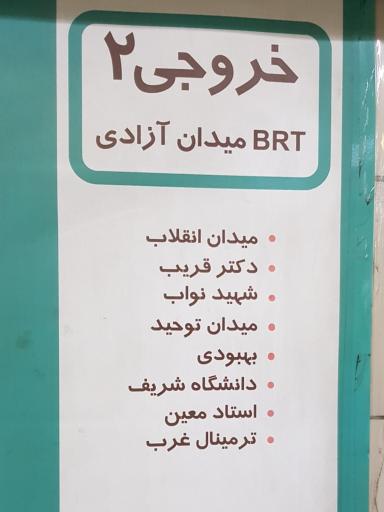 خروجی۲
BRT میدان آزادی
• میدان انقلاب
• دکتر قریب
• شهید نواب
• میدان توحید
• بهبودی
• دانشگاه شریف
• استاد معین
• ترمینال غرب